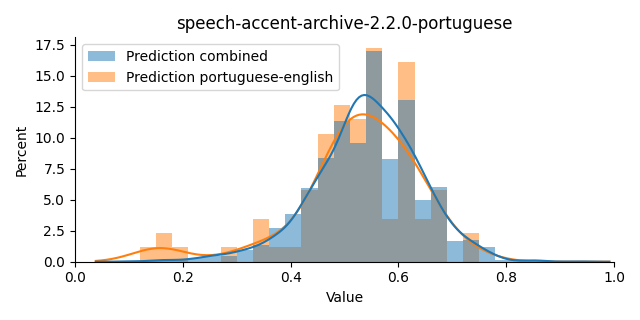 speech-accent-archive-2.2.0-portuguese
17.5
15.0
12.5
10.0
7.5
5.0
2.5
0.0
Percent
Prediction combined
Prediction portuguese-english
0.0 0.2 0.4 0.6 0.8 1.0
Value